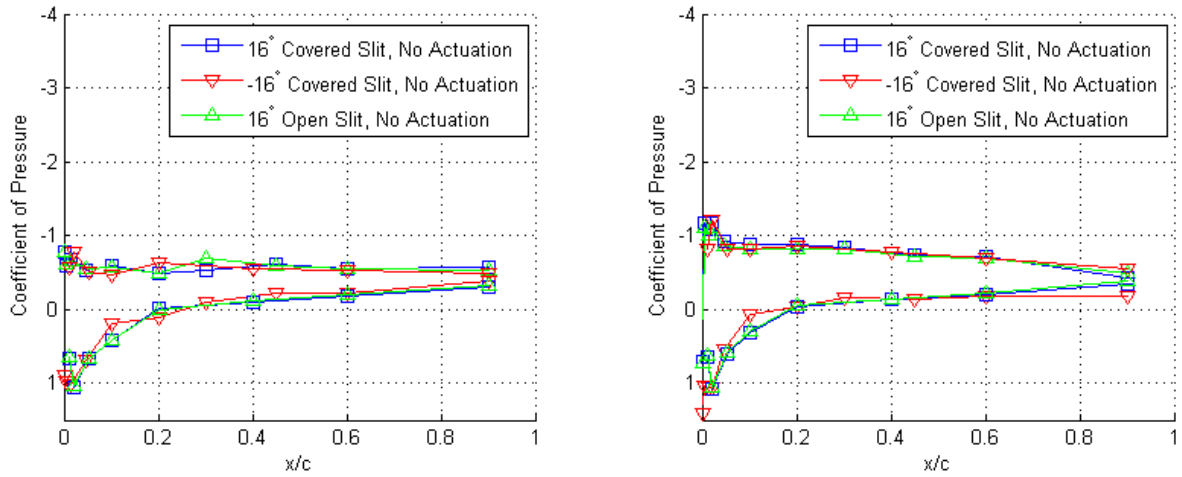 -4
-3
-2
-1
0
1
Coefficient of Pressure
16° Covered Slit, No Actuation
-16° Covered Slit, No Actuation
16° Open Slit, No Actuation
0 0.2 0.4 0.6 0.8 1
x/c
-4
-3
-2
-1
0
1
Coefficient of Pressure
16° Covered Slit, No Actuation
-16° Covered Slit, No Actuation
16° Open Slit, No Actuation
0 0.2 0.4 0.6 0.8 1
x/c